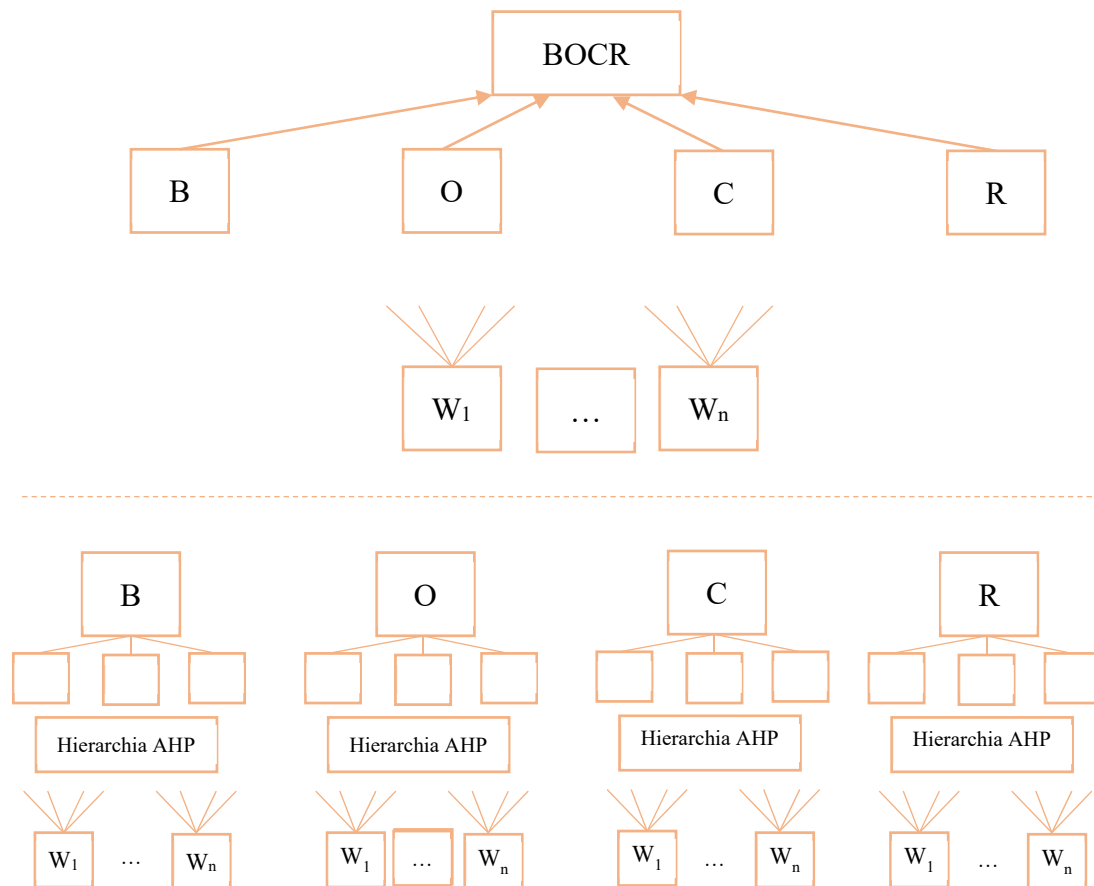 BOCR
B O C R
W1 … Wn
B O C R
Hierarchia AHP Hierarchia AHP Hierarchia AHP Hierarchia AHP
W1 … Wn W1 … Wn W1 … Wn W1 … Wn